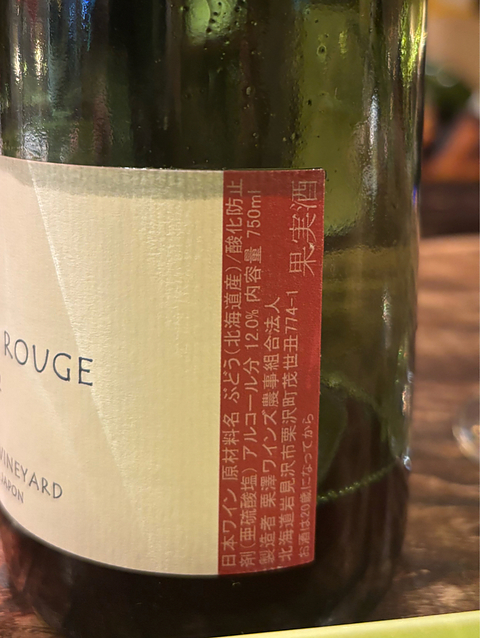 ROUGE
VINEYARD
JAPON
日本ワイン 原材料名 ぶどう(北海道産)/酸化防止
剤(亜硫酸塩) アルコール分 12.0% 内容量 750ml
製造者 栗澤ワインズ農事組合法人
北海道岩見沢市栗沢町茂世丑774-1
お酒は20歳になってから
果実酒